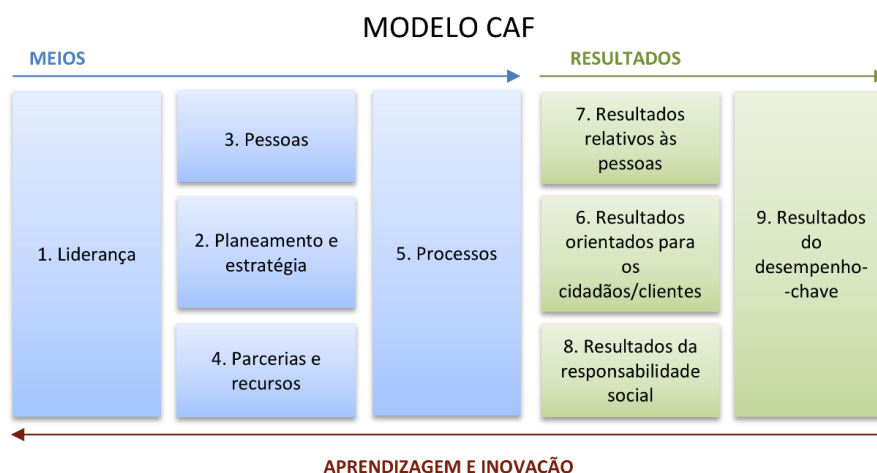 MODELO CAF
MEIOS
RESULTADOS
1. Liderança
3. Pessoas
2. Planeamento e
estratégia
4. Parcerias e
recursos
5. Processos
7. Resultados
relativos às
pessoas
6. Resultados
orientados para
os
cidadãos/clientes
8. Resultados da
responsabilidade
social
9. Resultados
do
desempenho-
-chave
APRENDIZAGEM E INOVAÇÃO